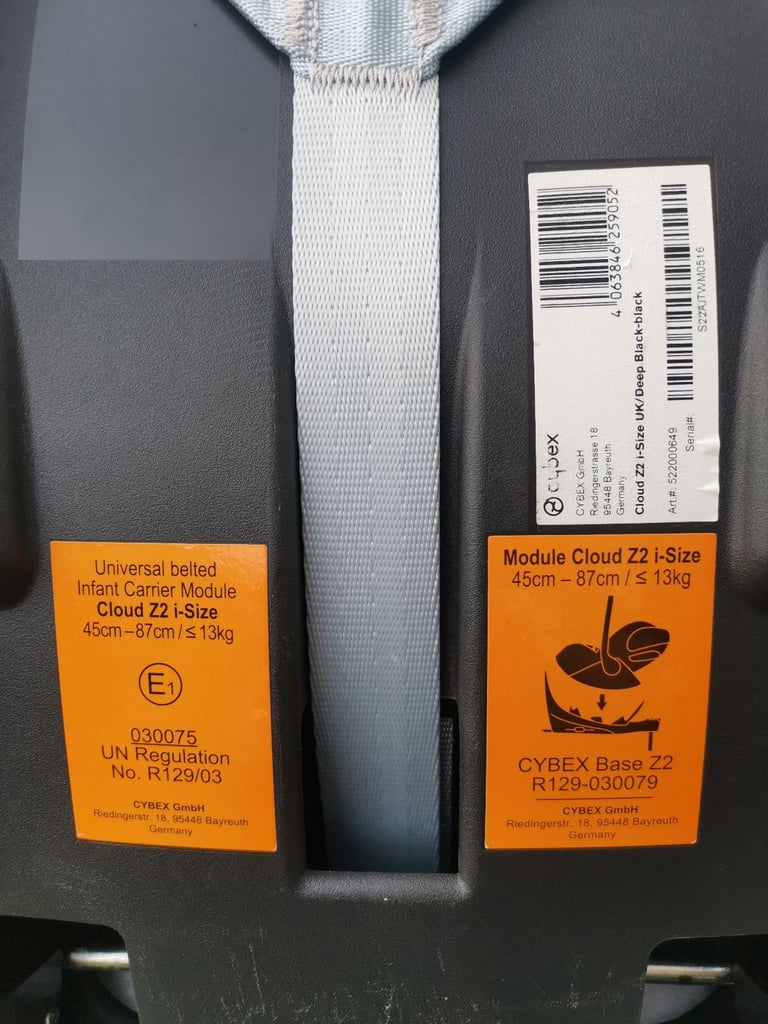 4 063846 259052
cybex
CYBEX GmbH
Riedingerstrasse 18
95448 Bayreuth
Germany
Cloud Z2 i-Size UK/Deep Black-black
Art.#: 522000649
Serial#:
S22AJTWM0516
Universal belted
Infant Carrier Module
Cloud Z2 i-Size
45cm – 87cm / ≤ 13kg
E1
030075
UN Regulation
No. R129/03
CYBEX GmbH
Riedingerstr. 18, 95448 Bayreuth
Germany
Module Cloud Z2 i-Size
45cm – 87cm / ≤ 13kg
CYBEX Base Z2
R129-030079
CYBEX GmbH
Riedingerstr. 18, 95448 Bayreuth
Germany